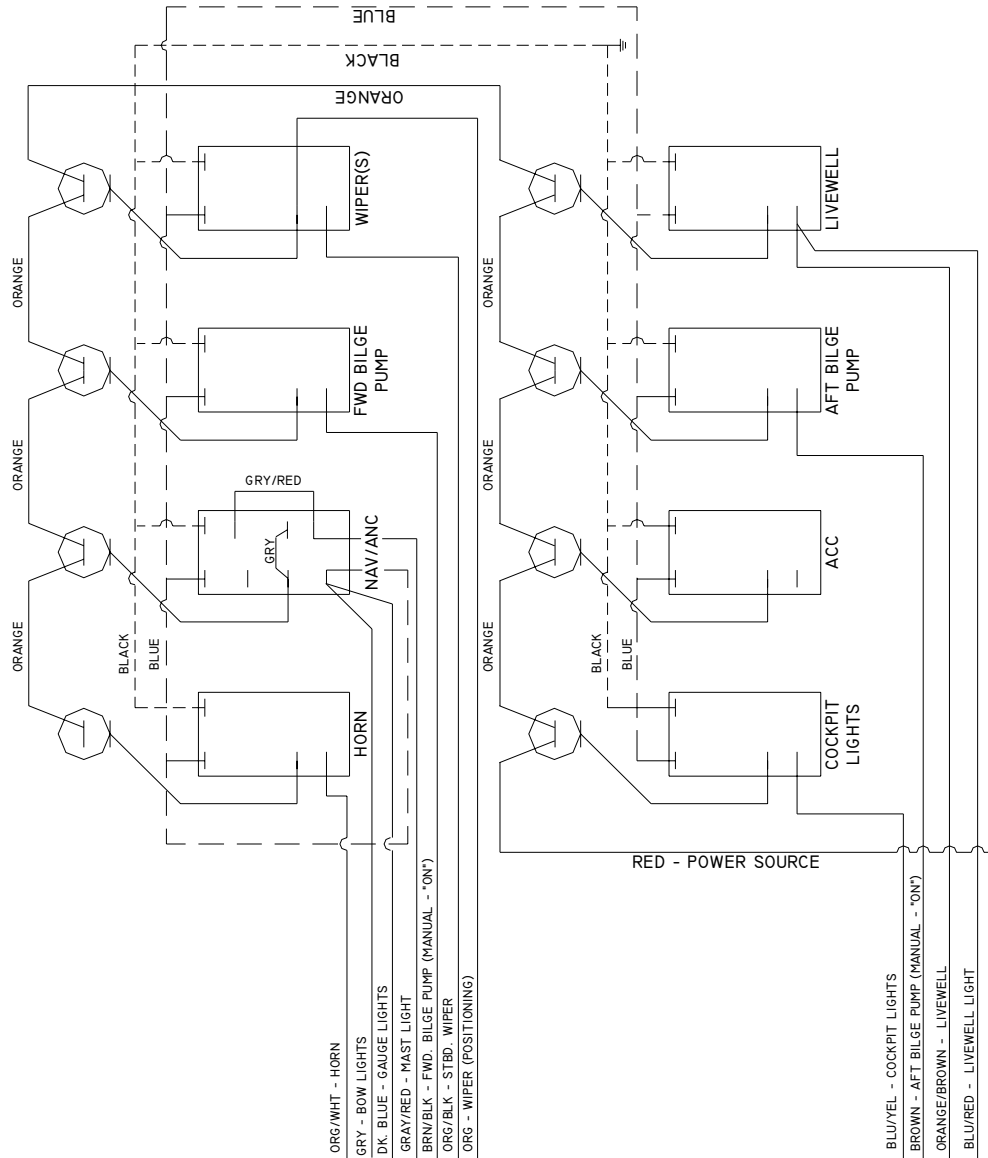 BLUE
BLACK
ORANGE
ORANGE
ORANGE
ORANGE
WIPER(S)
FWD BILGE
PUMP
GRY/RED
GRY
NAV/ANC
BLACK
BLUE
HORN
ORG/WHT - HORN
GRY - BOW LIGHTS
DK. BLUE - GAUGE LIGHTS
GRAY/RED - MAST LIGHT
BRN/BLK - FWD. BILGE PUMP (MANUAL - "ON")
ORG/BLK - STBD. WIPER
ORG - WIPER (POSITIONING)
ORANGE
ORANGE
ORANGE
LIVEWELL
AFT BILGE
PUMP
ACC
BLACK
BLUE
COCKPIT
LIGHTS
RED - POWER SOURCE
BLU/YEL - COCKPIT LIGHTS
BROWN - AFT BILGE PUMP (MANUAL - "ON")
ORANGE/BROWN - LIVEWELL
BLU/RED - LIVEWELL LIGHT